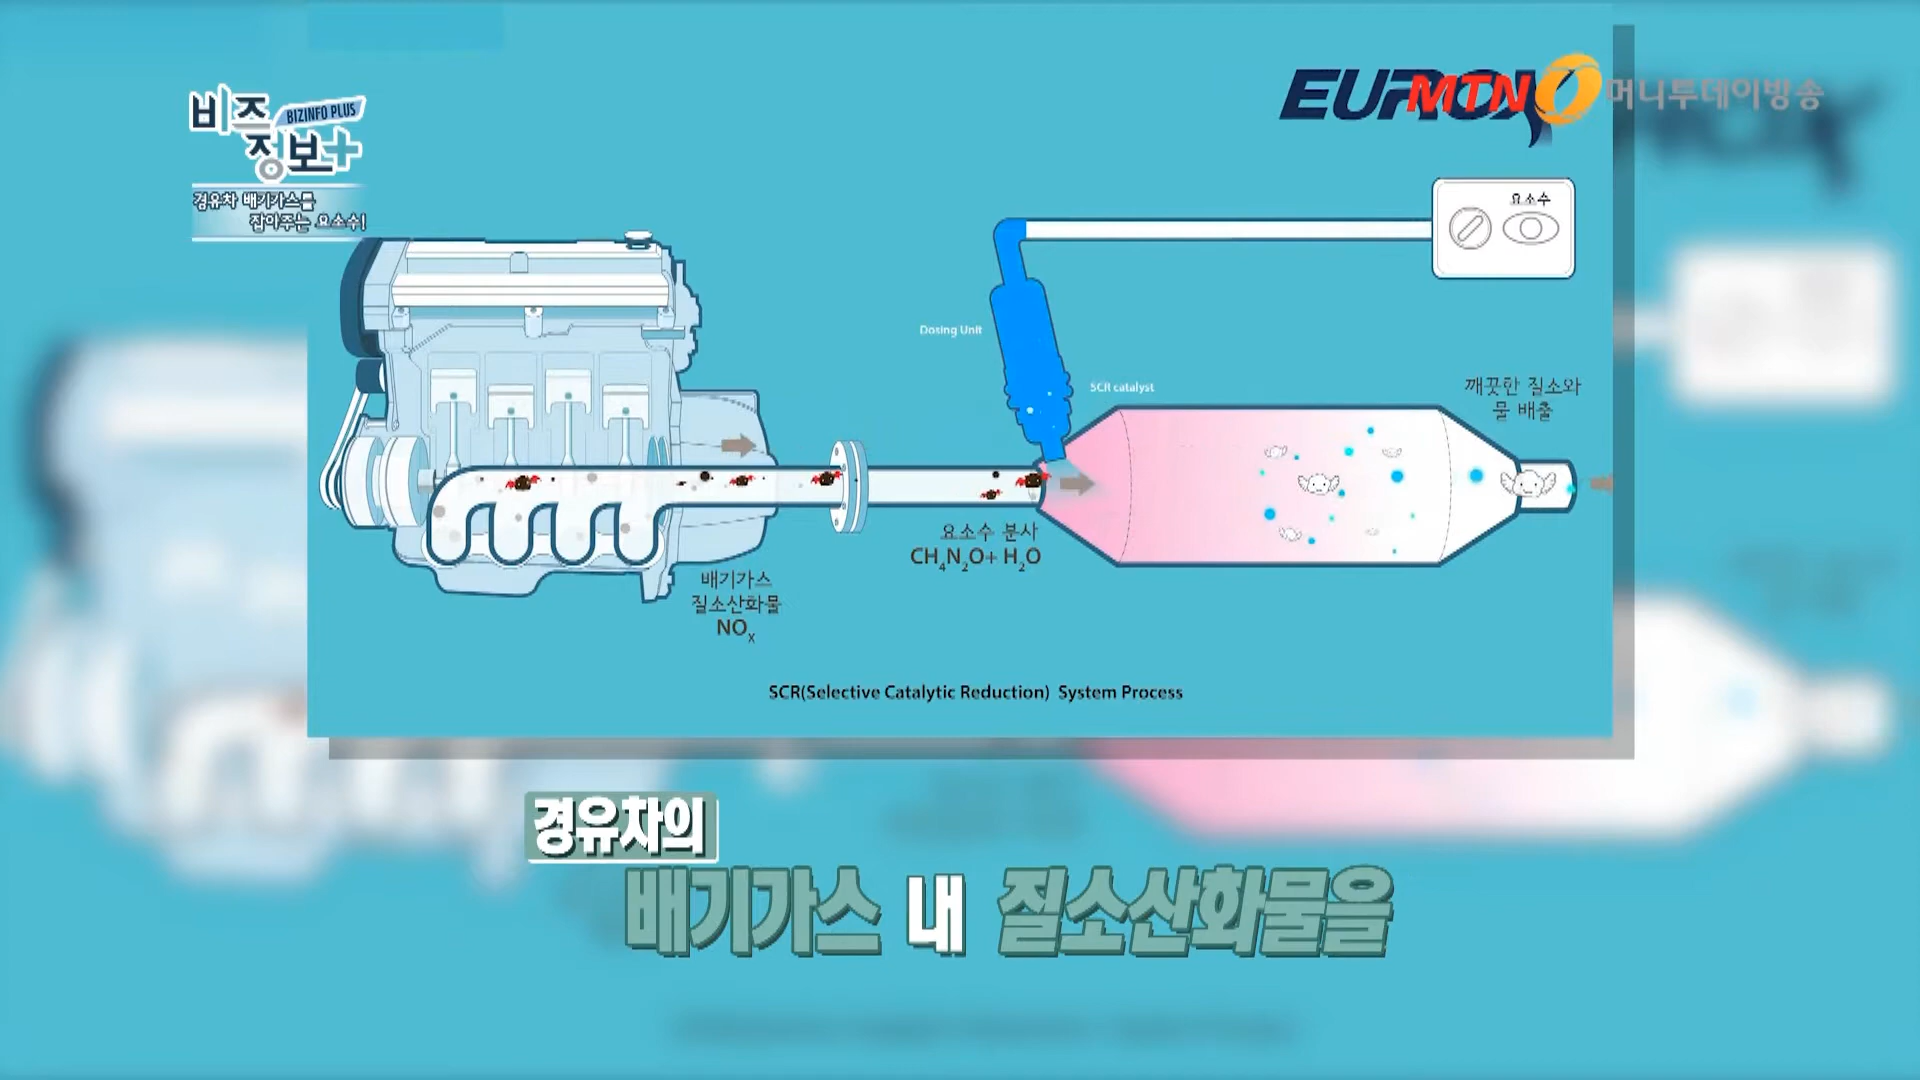 비즈
BIZINFO PLUS
정보+
경유차 배기가스를
잡아주는 요소수!
MTN 머니투데이방송
요소수
Dosing Unit
SCR catalyst
깨끗한 질소와
물 배출
요소수 분사
CH₄N₂O+ H₂O
배기가스
질소산화물
NOx
SCR(Selective Catalytic Reduction) System Process
경유차의
배기가스 내 질소산화물을